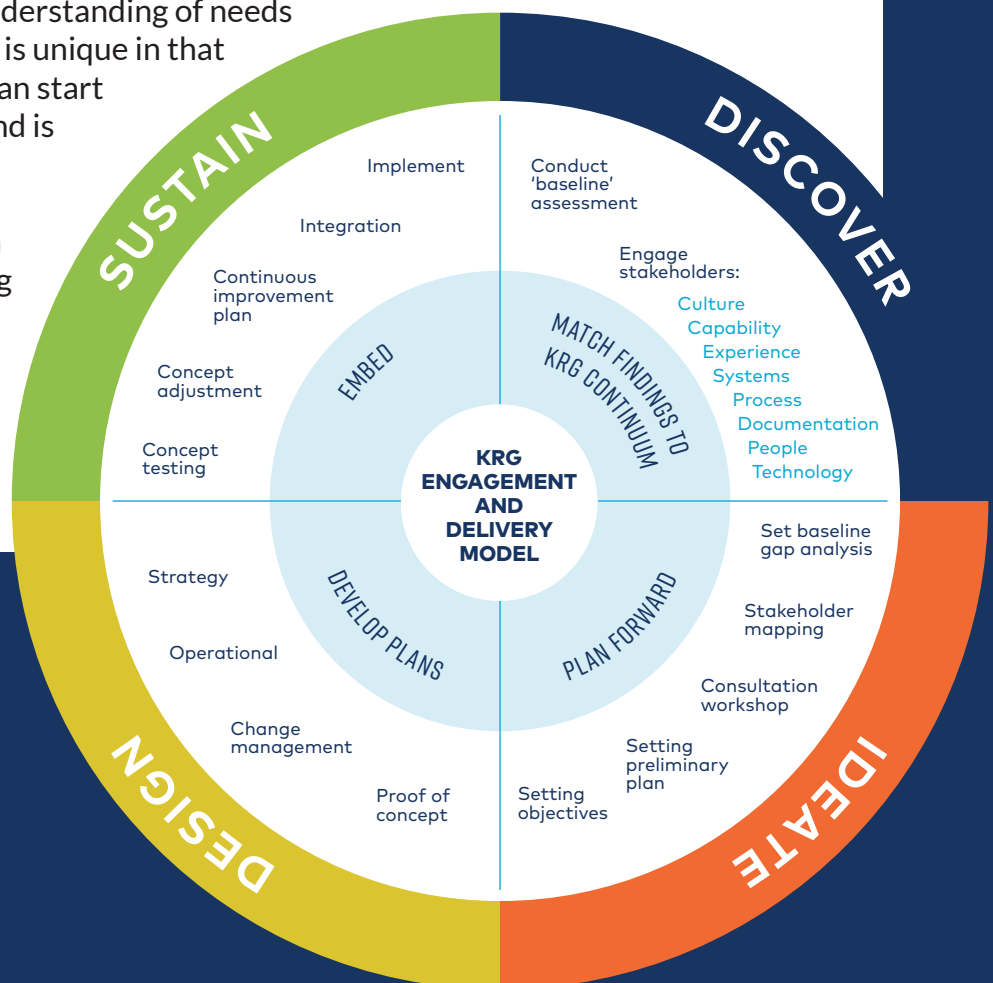 derstanding of needs
is unique in that
an start
nd is
g
SUSTAIN
DISCOVER
Implement
Integration
Continuous
improvement
plan
Concept
adjustment
Concept
testing
EMBED
Conduct
'baseline'
assessment
Engage
stakeholders:
Culture
Capability
Experience
Systems
Process
Documentation
People
Technology
MATCH FINDINGS TO
KRG CONTINUUM
KRG
ENGAGEMENT
AND
DELIVERY
MODEL
Set baseline
gap analysis
Stakeholder
mapping
Consultation
workshop
Setting
preliminary
plan
Setting
objectives
PLAN FORWARD
IDEATE
Strategy
Operational
Change
management
Proof of
concept
DEVELOP PLANS
DESIGN